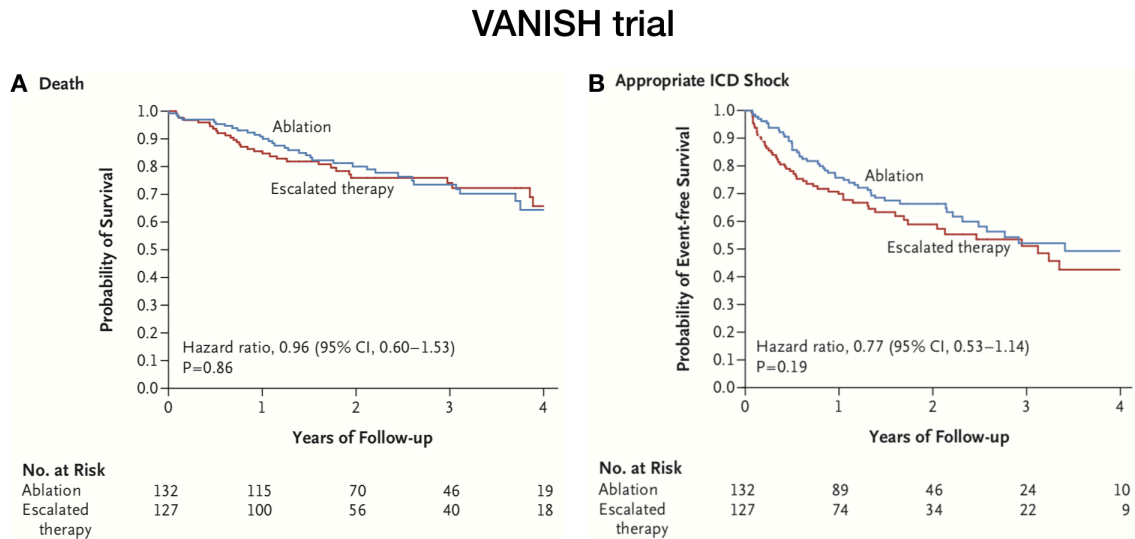 VANISH trial
A Death
1.0
0.9
0.8
0.7
0.6
0.5
0.4
0.3
0.2
0.1
0.0
Probability of Survival
Ablation
Escalated therapy
Hazard ratio, 0.96 (95% CI, 0.60–1.53)
P=0.86
0 1 2 3 4
Years of Follow-up
No. at Risk
Ablation 132 115 70 46 19
Escalated 127 100 56 40 18
therapy
B Appropriate ICD Shock
1.0
0.9
0.8
0.7
0.6
0.5
0.4
0.3
0.2
0.1
0.0
Probability of Event-free Survival
Ablation
Escalated therapy
Hazard ratio, 0.77 (95% CI, 0.53–1.14)
P=0.19
0 1 2 3 4
Years of Follow-up
No. at Risk
Ablation 132 89 46 24 10
Escalated 127 74 34 22 9
therapy